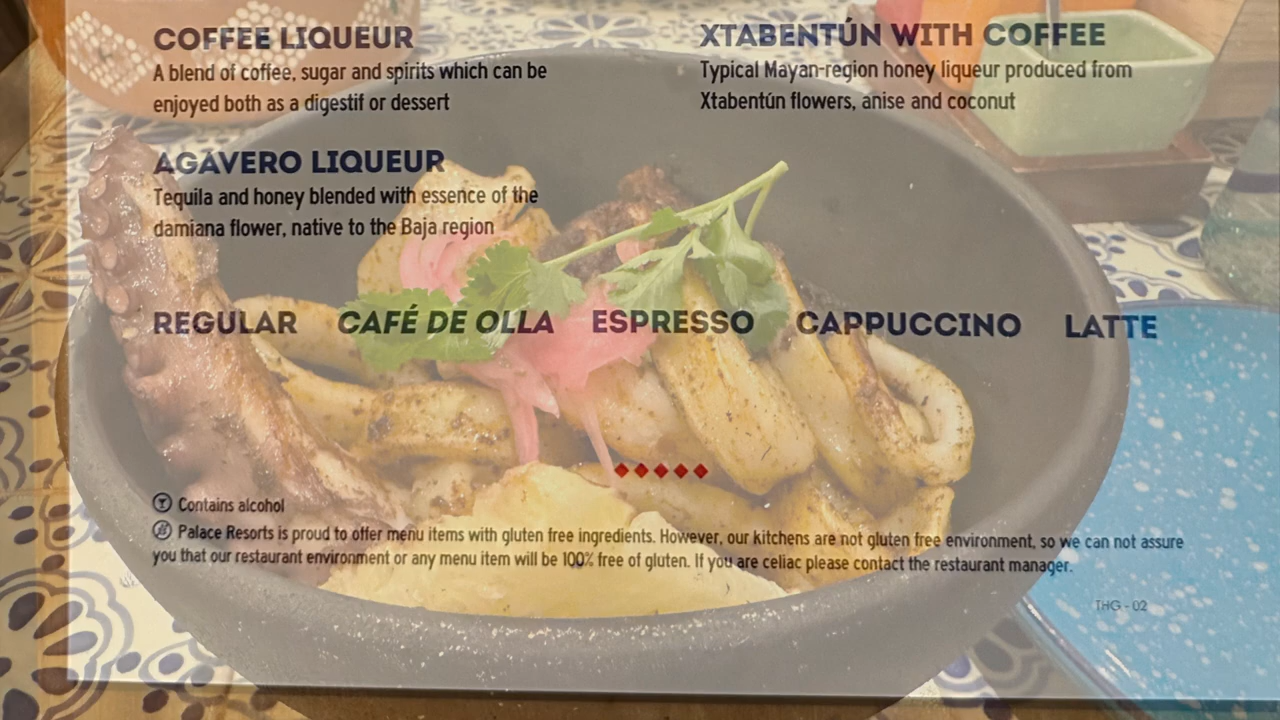 COFFEE LIQUEUR
A blend of coffee, sugar and spirits which can be
enjoyed both as a digestif or dessert
XTABENTÚN WITH COFFEE
Typical Mayan-region honey liqueur produced from
Xtabentún flowers, anise and coconut
AGAVERO LIQUEUR
Tequila and honey blended with essence of the
damiana flower, native to the Baja region
REGULAR CAFÉ DE OLLA ESPRESSO CAPPUCCINO LATTE
Contains alcohol
Palace Resorts is proud to offer menu items with gluten free ingredients. However, our kitchens are not gluten free environment, so we can not assure
you that our restaurant environment or any menu item will be 100% free of gluten. If you are celiac please contact the restaurant manager.
THG - 02